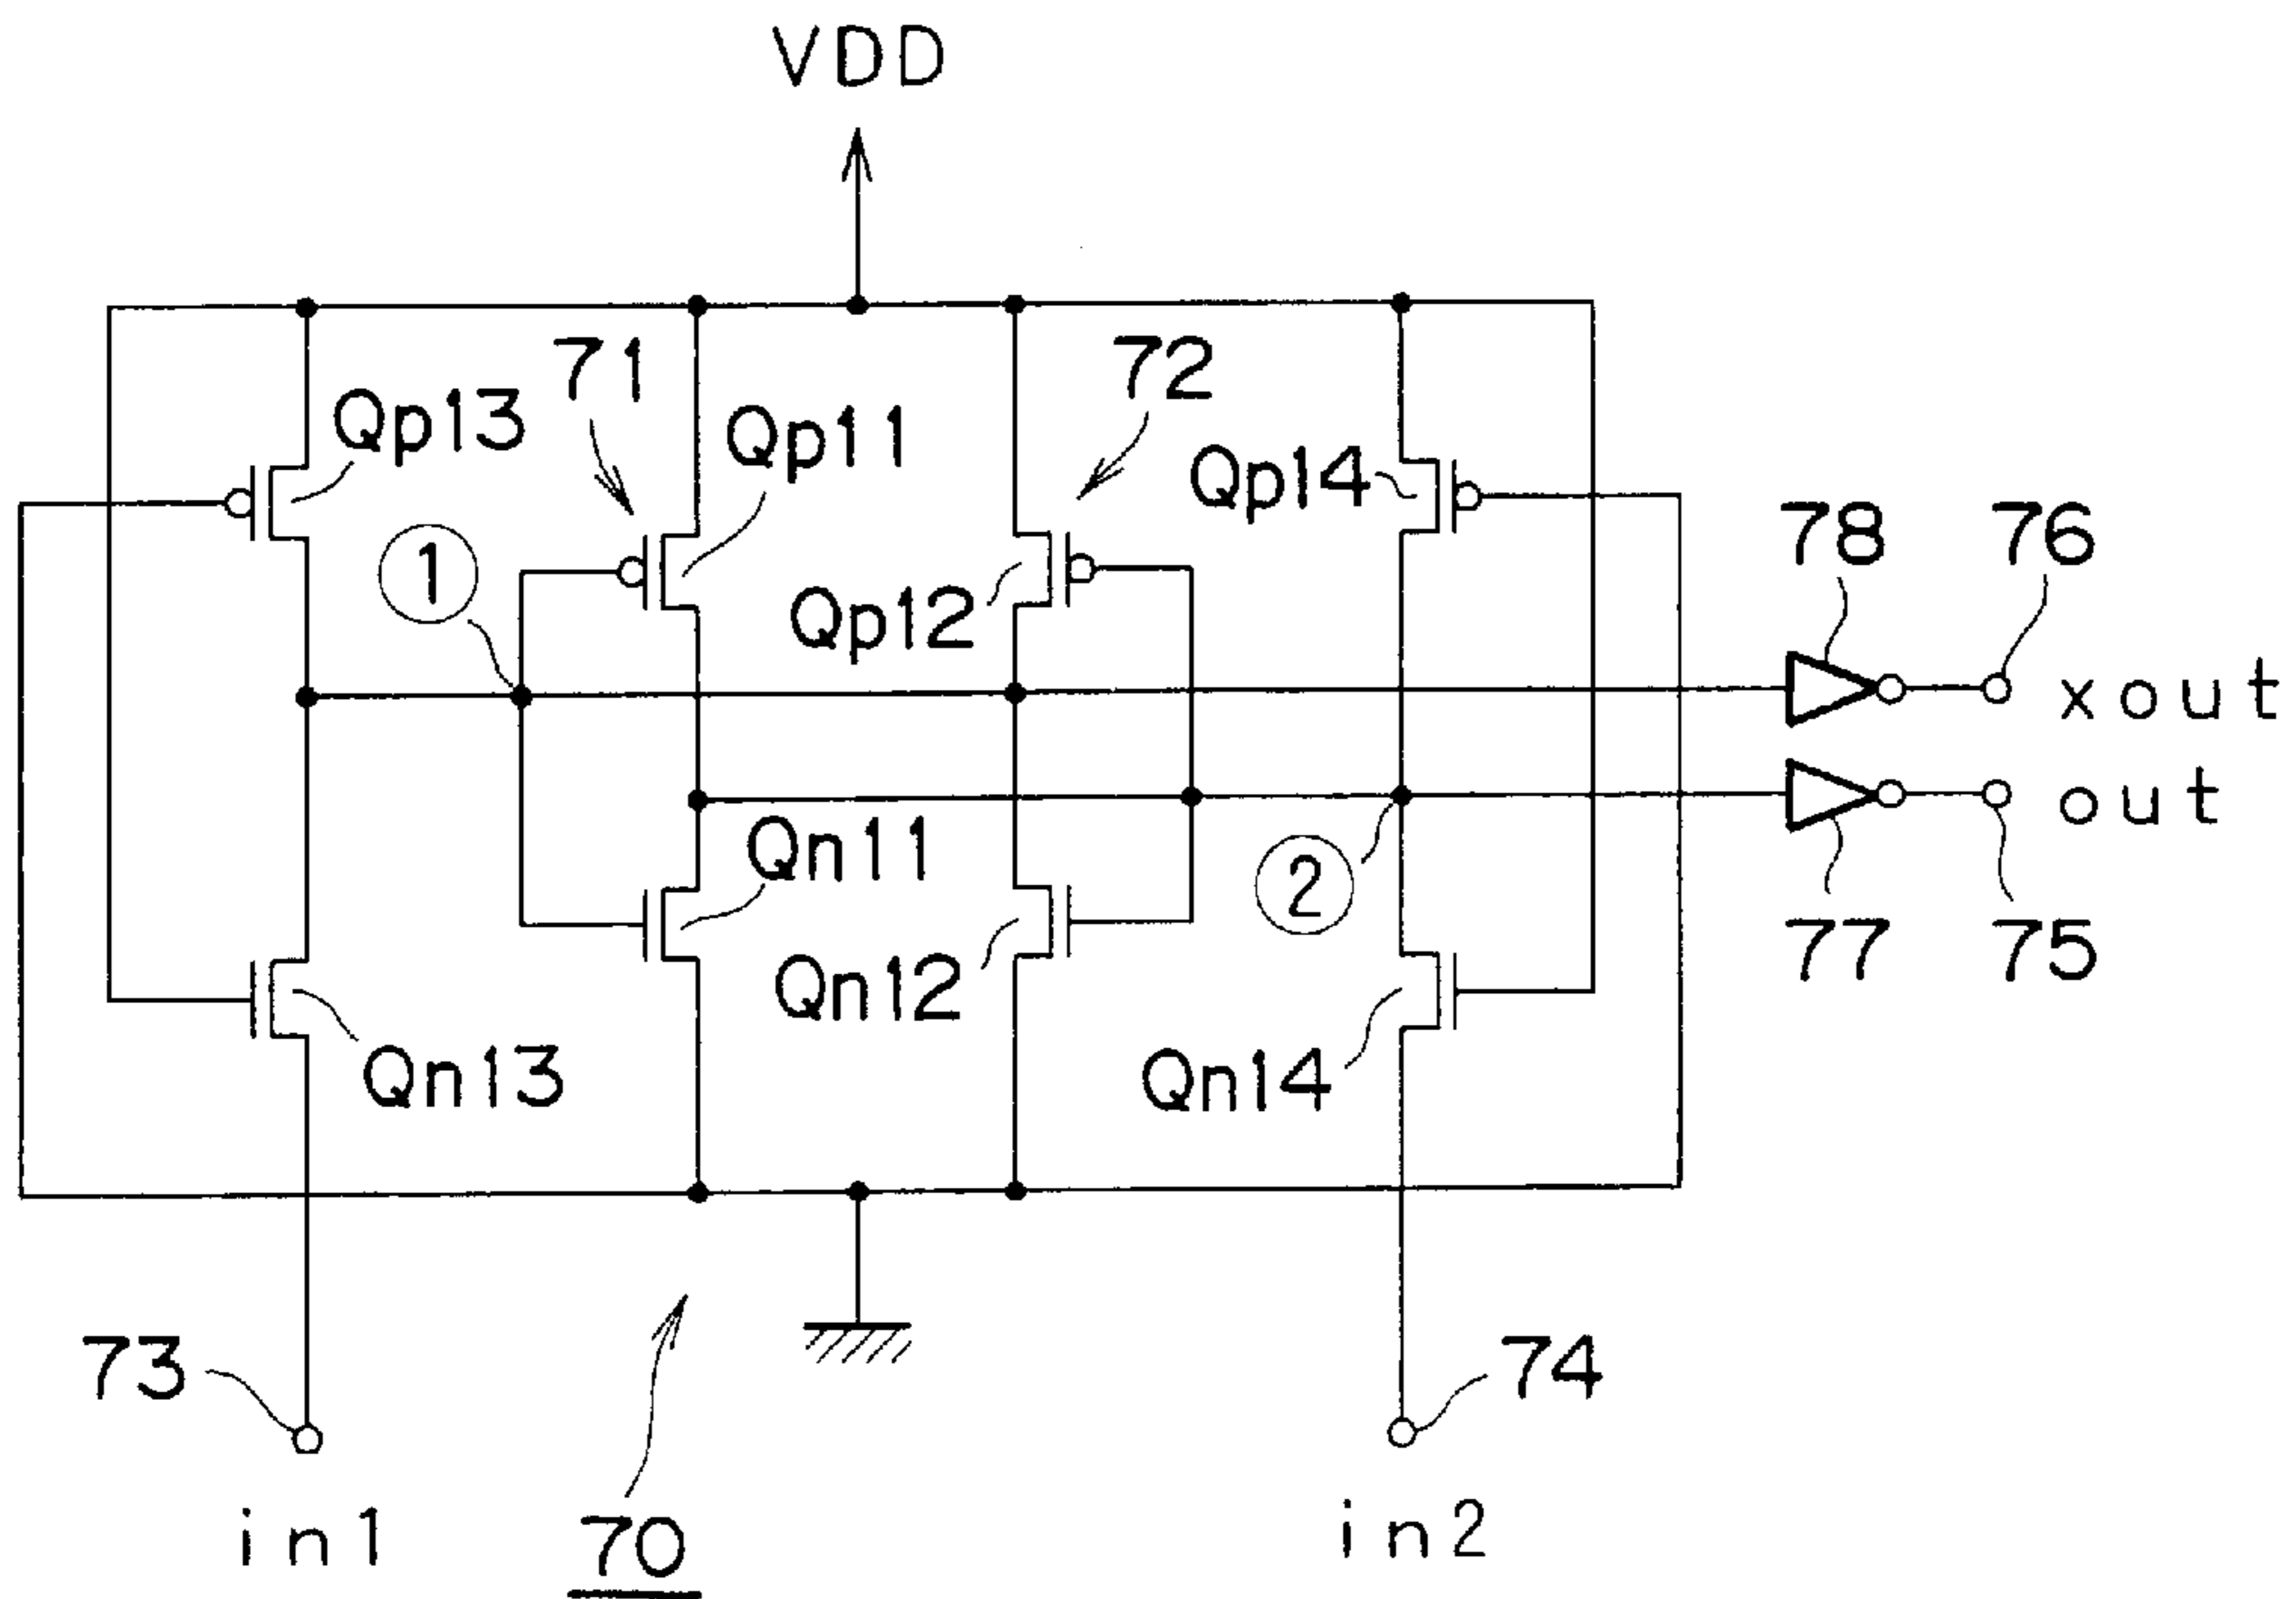 VDD
71
72
Qp13
Qp11
Qp14
78
76
①
Qp12
xout
out
Qn11
②
77
75
Qn12
Qn13
Qn14
73
74
in1
70
in2